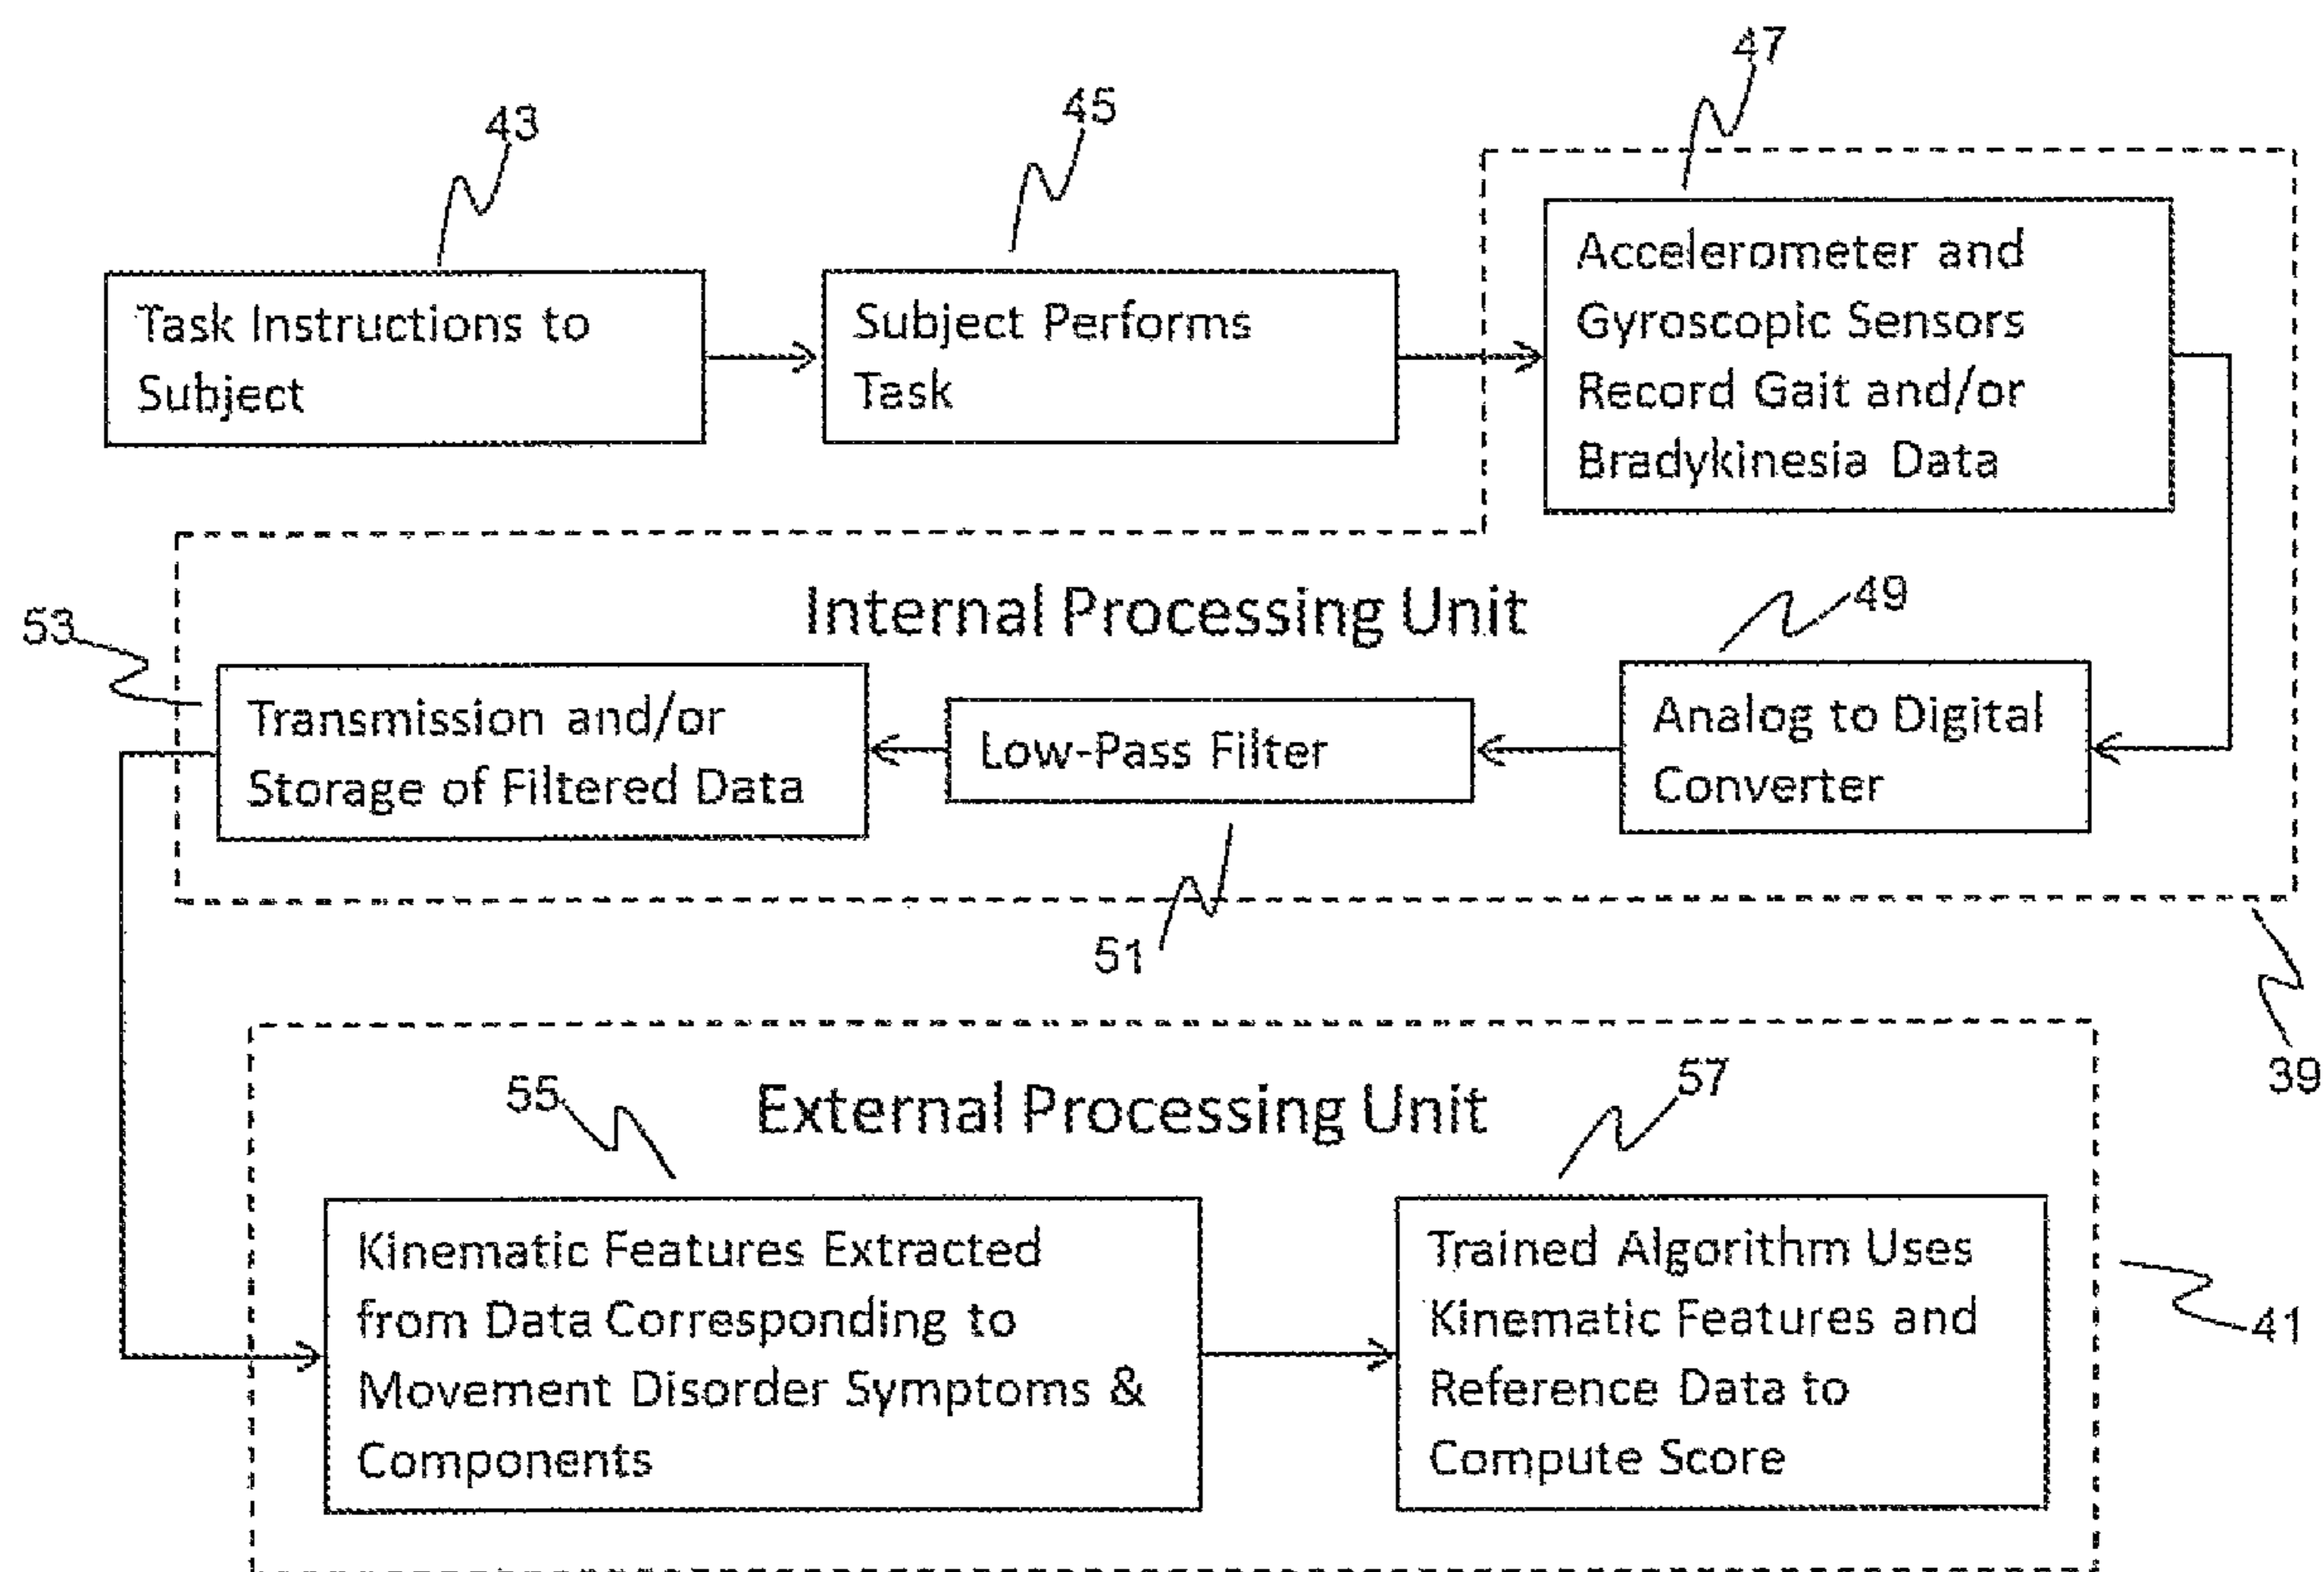 47
43
45
Task Instructions to
Subject
Subject Performs
Task
Accelerometer and
Gyroscopic Sensors
Record Gait and/or
Bradykinesia Data
Internal Processing Unit
49
53
Transmission and/or
Storage of Filtered Data
Low-Pass Filter
Analog to Digital
Converter
51
39
External Processing Unit
55
57
Kinematic Features Extracted
from Data Corresponding to
Movement Disorder Symptoms &
Components
Trained Algorithm Uses
Kinematic Features and
Reference Data to
Compute Score
41